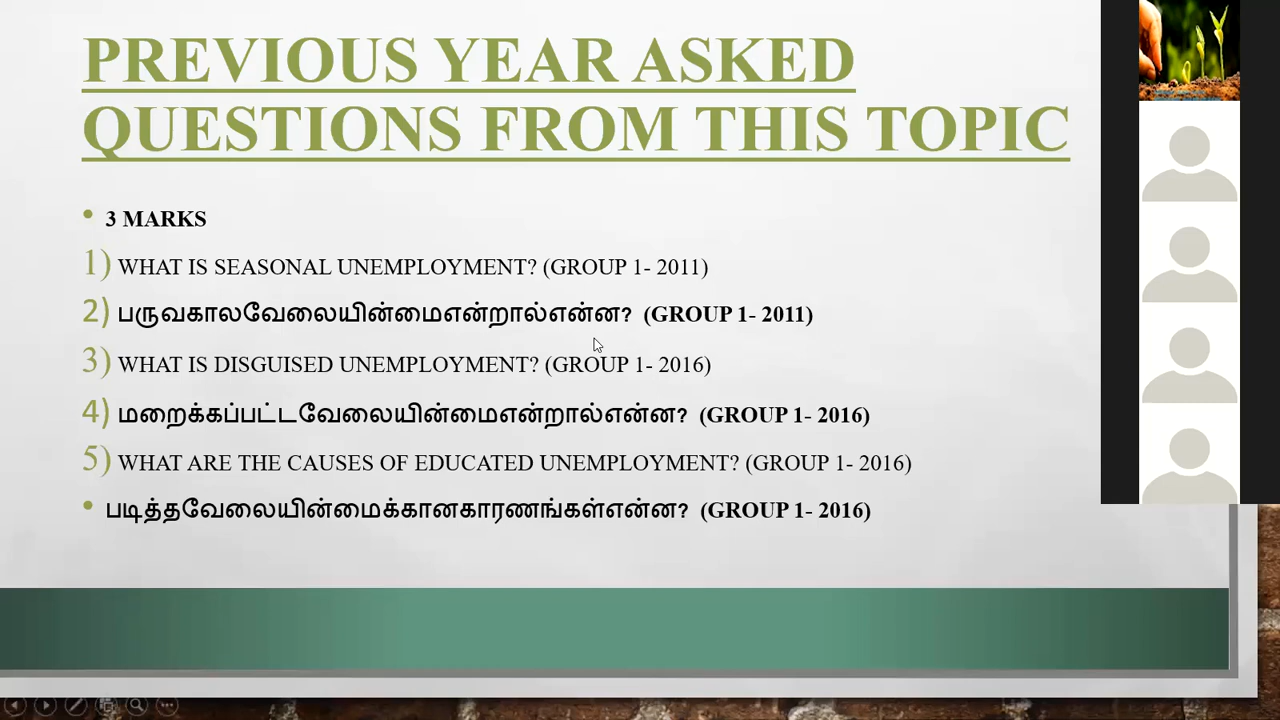 PREVIOUS YEAR ASKED
QUESTIONS FROM THIS TOPIC
• 3 MARKS
1) WHAT IS SEASONAL UNEMPLOYMENT? (GROUP 1- 2011)
2) பருவகாலவேலையின்மைஎன்றால்என்ன? (GROUP 1- 2011)
3) WHAT IS DISGUISED UNEMPLOYMENT? (GROUP 1- 2016)
4) மறைக்கப்பட்டவேலையின்மைஎன்றால்என்ன? (GROUP 1- 2016)
5) WHAT ARE THE CAUSES OF EDUCATED UNEMPLOYMENT? (GROUP 1- 2016)
• படித்தவேலையின்மைக்கானகாரணங்கள்என்ன? (GROUP 1- 2016)